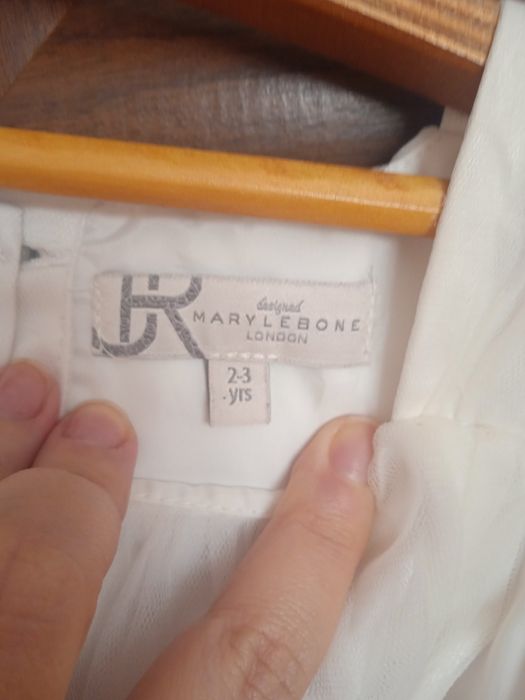 JR
designed
MARYLEBONE
LONDON
2-3
yrs